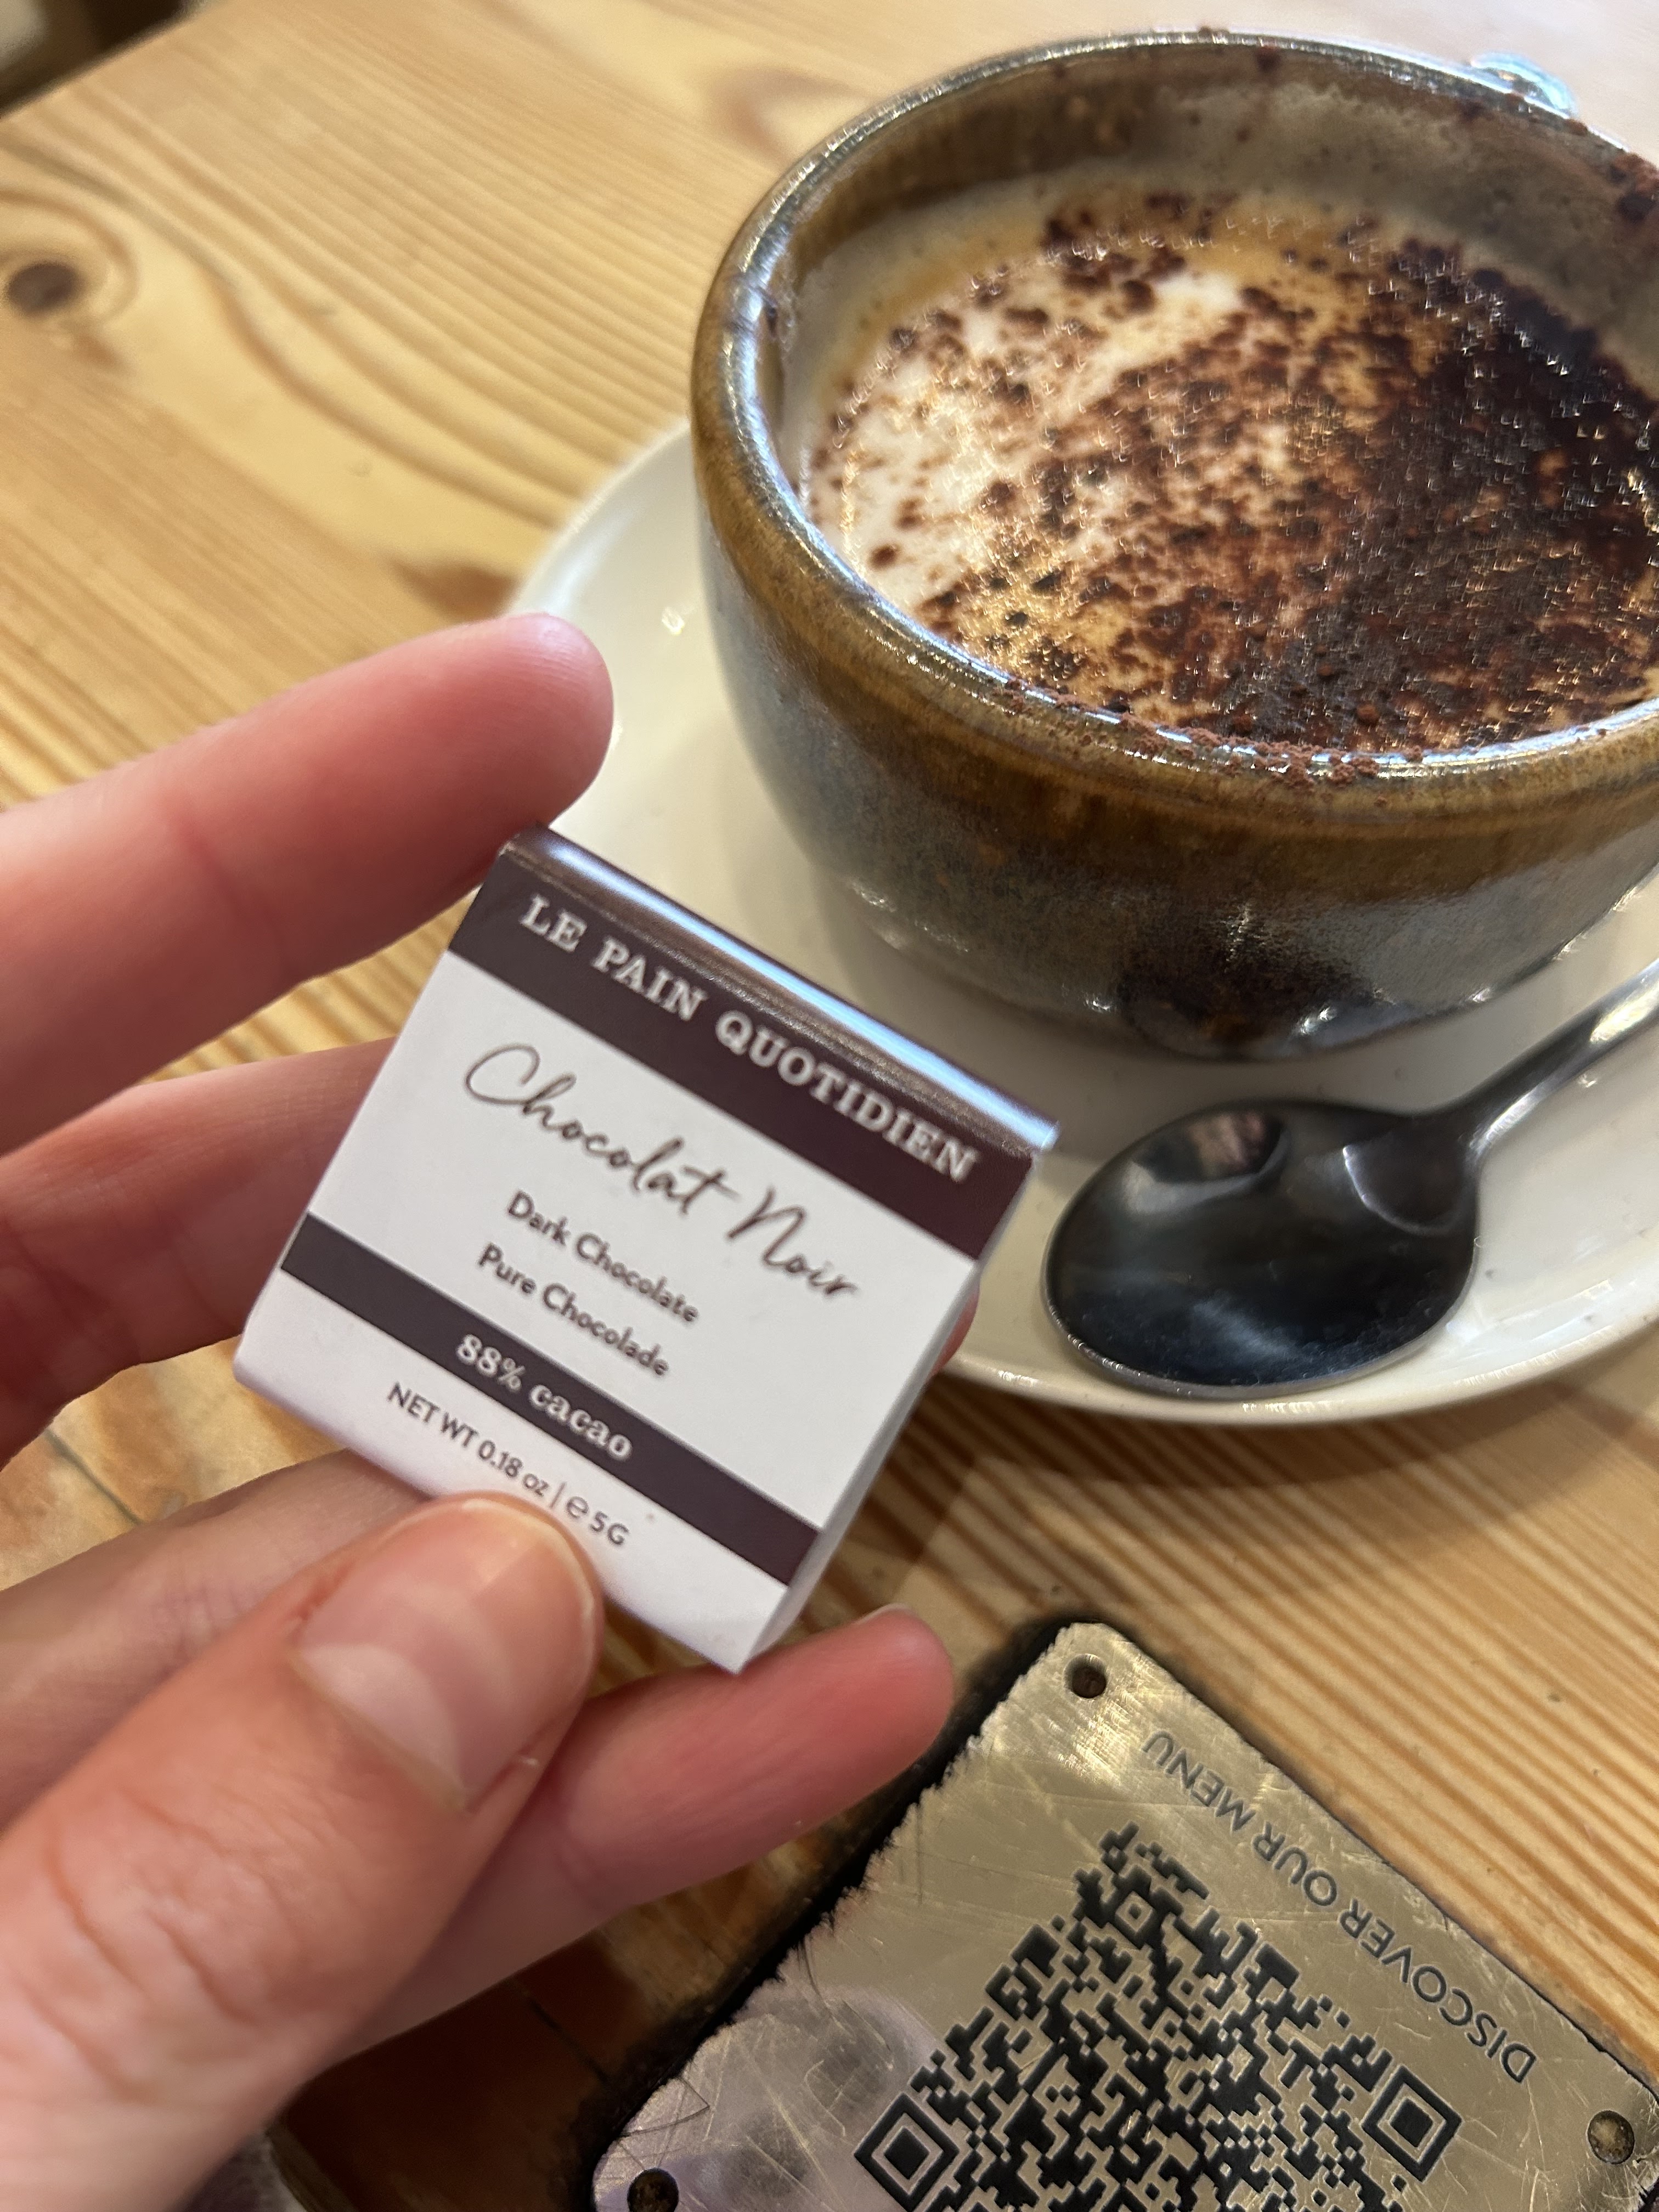 LE PAIN QUOTIDIEN
Chocolat Noir
Dark Chocolate
Pure Chocolade
88% cacao
NET WT 0.18 oz | ℮ 5G
DISCOVER OUR MENU